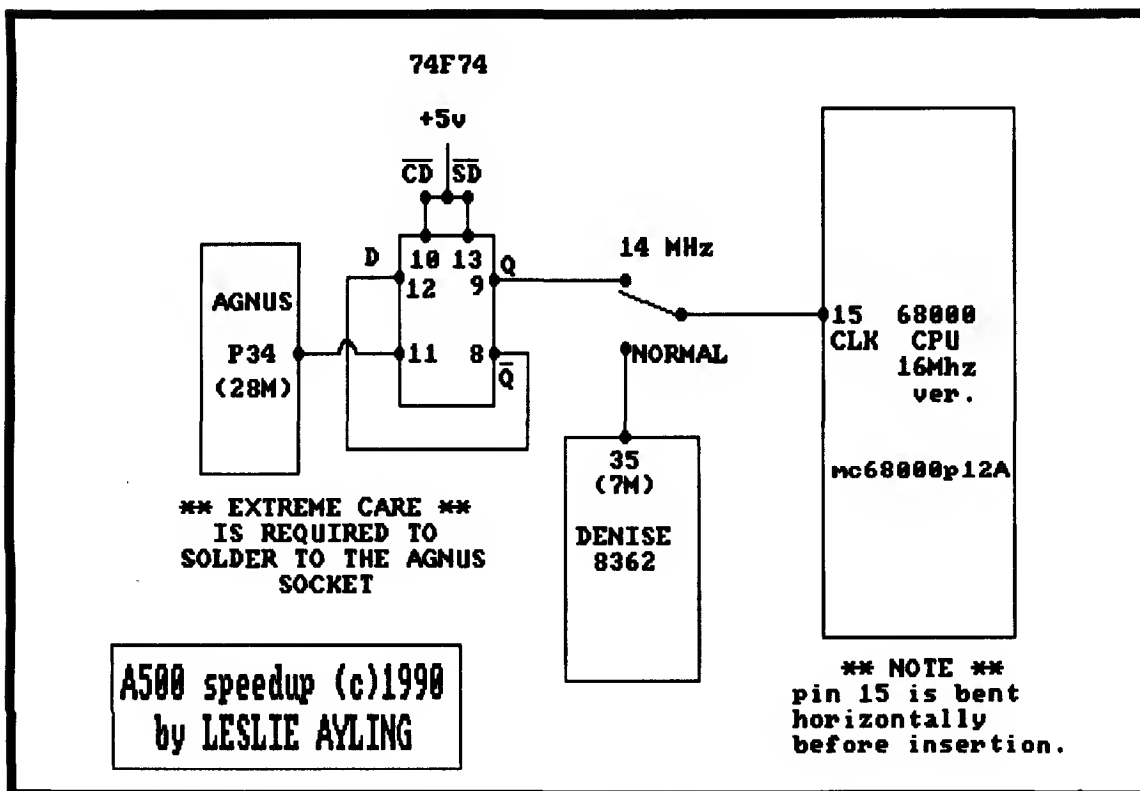 74F74
+5v
CD SD
D
10 13
12 9
Q
11 8
Q
AGNUS
P34
(28M)
14 MHz
NORMAL
15 68000
CLK CPU
16Mhz
ver.
mc68000p12A
35
(7M)
DENISE
8362
** EXTREME CARE **
IS REQUIRED TO
SOLDER TO THE AGNUS
SOCKET
A500 speedup (c)1990
by LESLIE AYLING
** NOTE **
pin 15 is bent
horizontally
before insertion.